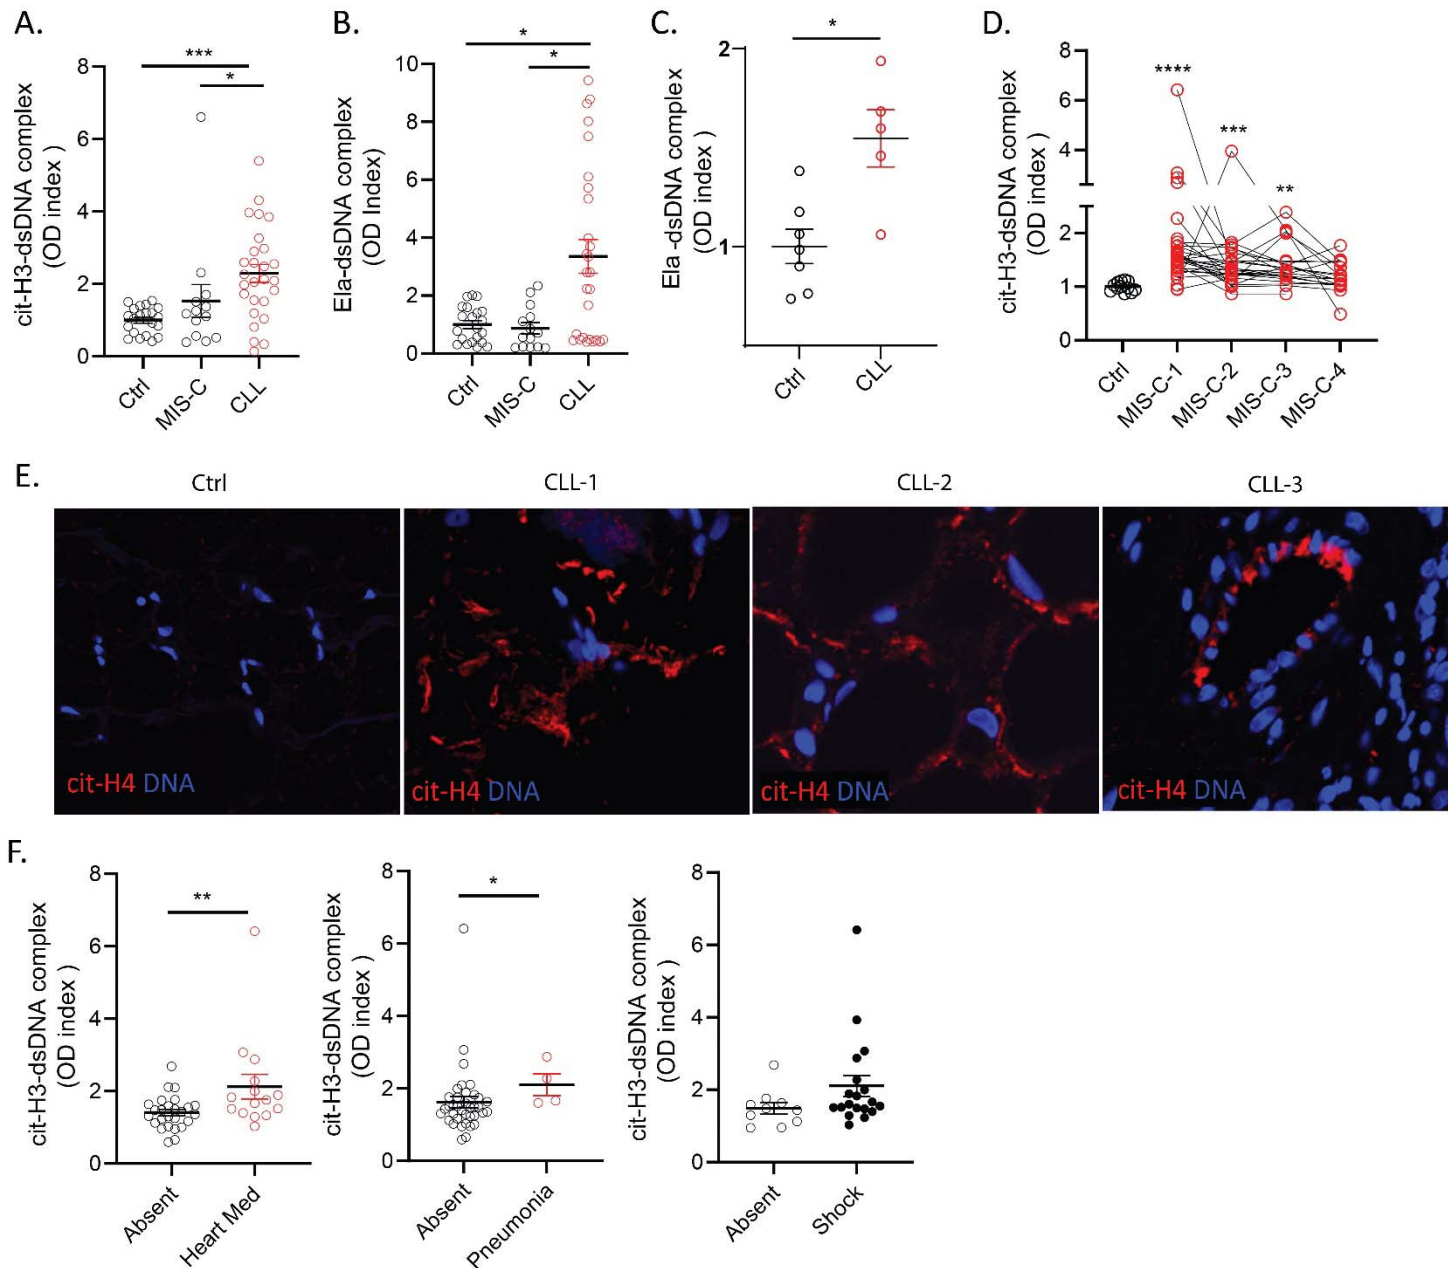 A.
cit-H3-dsDNA complex
(OD index )
8
6
4
2
0
***
*
Ctrl
MIS-C
CLL
B.
Ela-dsDNA complex
(OD Index)
10
8
6
4
2
0
*
*
Ctrl
MIS-C
CLL
C.
Ela -dsDNA complex
(OD index )
2
1
*
Ctrl
CLL
D.
cit-H3-dsDNA complex
(OD index )
8
6
4
2
1
0
****
***
**
Ctrl
MIS-C-1
MIS-C-2
MIS-C-3
MIS-C-4
E.
Ctrl
CLL-1
CLL-2
CLL-3
cit-H4 DNA
cit-H4 DNA
cit-H4 DNA
cit-H4 DNA
F.
cit-H3-dsDNA complex
(OD index )
8
6
4
2
0
**
Absent
Heart Med
cit-H3-dsDNA complex
(OD index )
8
6
4
2
0
*
Absent
Pneumonia
cit-H3-dsDNA complex
(OD index )
8
6
4
2
0
Absent
Shock